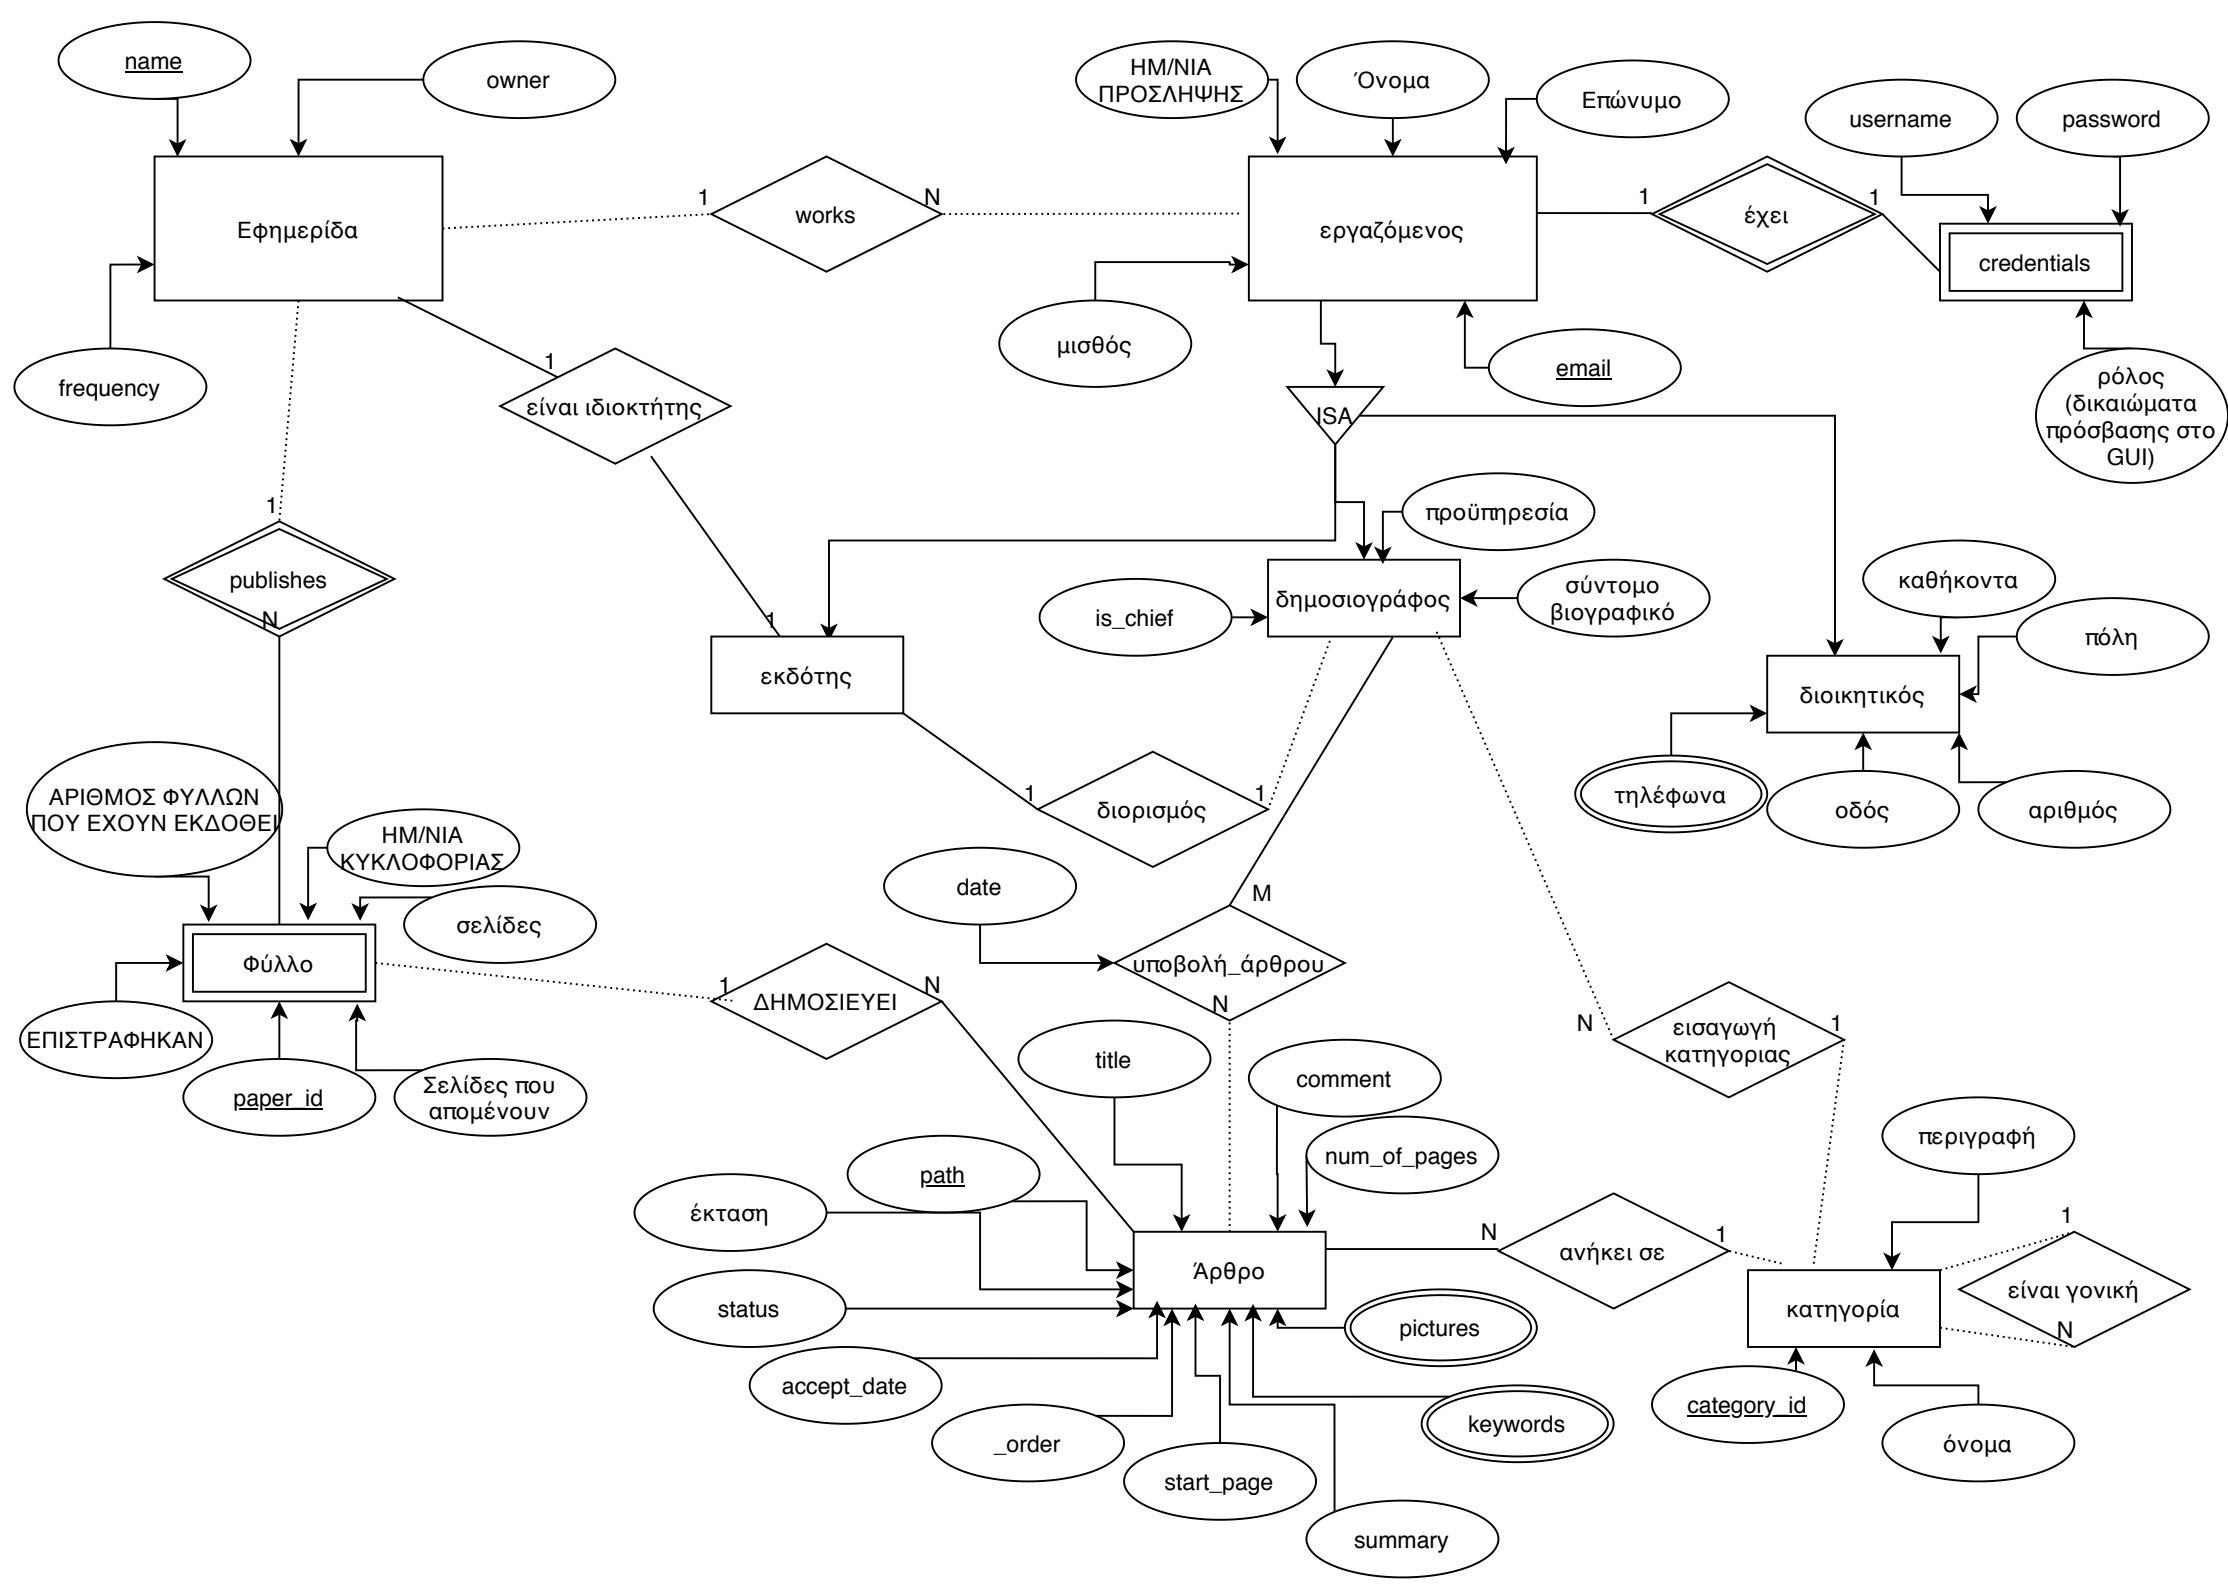 name
owner
ΗΜ/ΝΙΑ
ΠΡΟΣΛΗΨΗΣ
Όνομα
Επώνυμο
username
password
Εφημερίδα
1
works
N
εργαζόμενος
1
έχει
1
credentials
frequency
1
είναι ιδιοκτήτης
μισθός
email
ISA
ρόλος
(δικαιώματα
πρόσβασης στο
GUI)
1
publishes
N
1
προϋπηρεσία
is_chief
δημοσιογράφος
σύντομο
βιογραφικό
καθήκοντα
πόλη
εκδότης
διοικητικός
ΑΡΙΘΜΟΣ ΦΥΛΛΩΝ
ΠΟΥ ΕΧΟΥΝ ΕΚΔΟΘΕΙ
ΗΜ/ΝΙΑ
ΚΥΚΛΟΦΟΡΙΑΣ
σελίδες
1
διορισμός
1
τηλέφωνα
οδός
αριθμός
date
M
Φύλλο
1
ΔΗΜΟΣΙΕΥΕΙ
N
υποβολή_άρθρου
N
N
εισαγωγή
κατηγοριας
1
ΕΠΙΣΤΡΑΦΗΚΑΝ
paper_id
Σελίδες που
απομένουν
title
comment
num_of_pages
περιγραφή
path
έκταση
Άρθρο
N
ανήκει σε
1
1
είναι γονική
N
κατηγορία
status
accept_date
pictures
keywords
category_id
όνομα
_order
start_page
summary